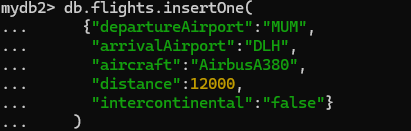 mydb2> db.flights.insertOne(
...     {"departureAirport":"MUM",
...      "arrivalAirport":"DLH",
...      "aircraft":"AirbusA380",
...      "distance":12000,
...      "intercontinental":"false"}
...    )